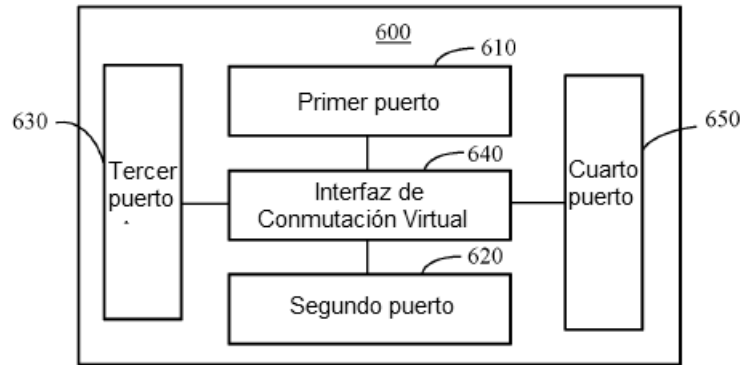 600
610
Primer puerto
630
650
640
Tercer
puerto
Interfaz de
Conmutación Virtual
Cuarto
puerto
620
Segundo puerto